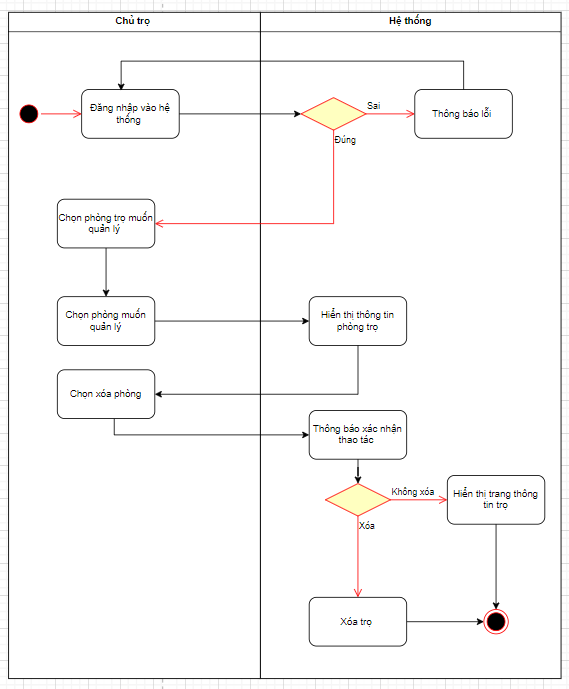 Chủ trọ
Hệ thống
Đăng nhập vào hệ
thống
Sai
Thông báo lỗi
Đúng
Chọn phòng trọ muốn
quản lý
Chọn phòng muốn
quản lý
Hiển thị thông tin
phòng trọ
Chọn xóa phòng
Thông báo xác nhận
thao tác
Không xóa
Hiển thị trang thông
tin trọ
Xóa
Xóa trọ